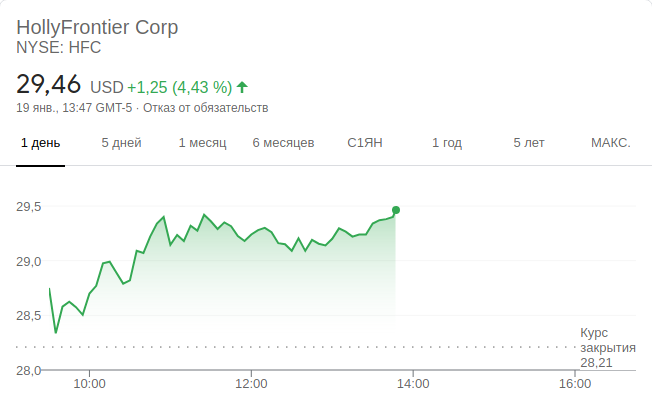 HollyFrontier Corp
NYSE: HFC
29,46 USD +1,25 (4,43 %)
19 янв., 13:47 GMT-5 · Отказ от обязательств
1 день 5 дней 1 месяц 6 месяцев С1ЯН 1 год 5 лет МАКС.
29,5
29,0
28,5
Курс
закрытия
28,21
28,0
10:00 12:00 14:00 16:00